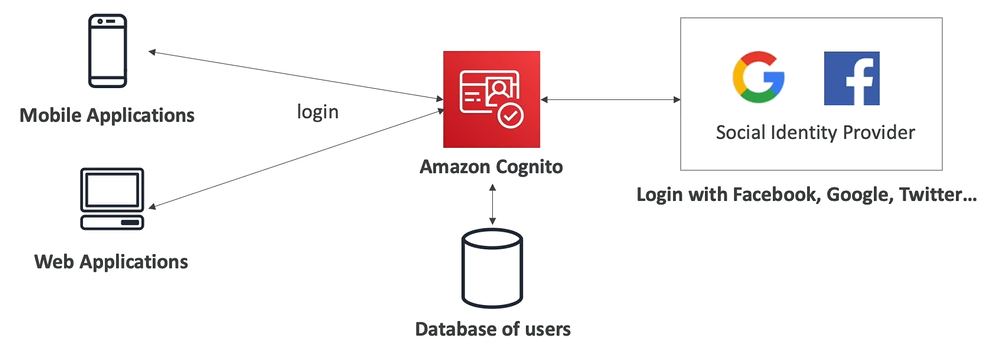 Mobile Applications
login
Web Applications
Amazon Cognito
Database of users
Social Identity Provider
Login with Facebook, Google, Twitter...